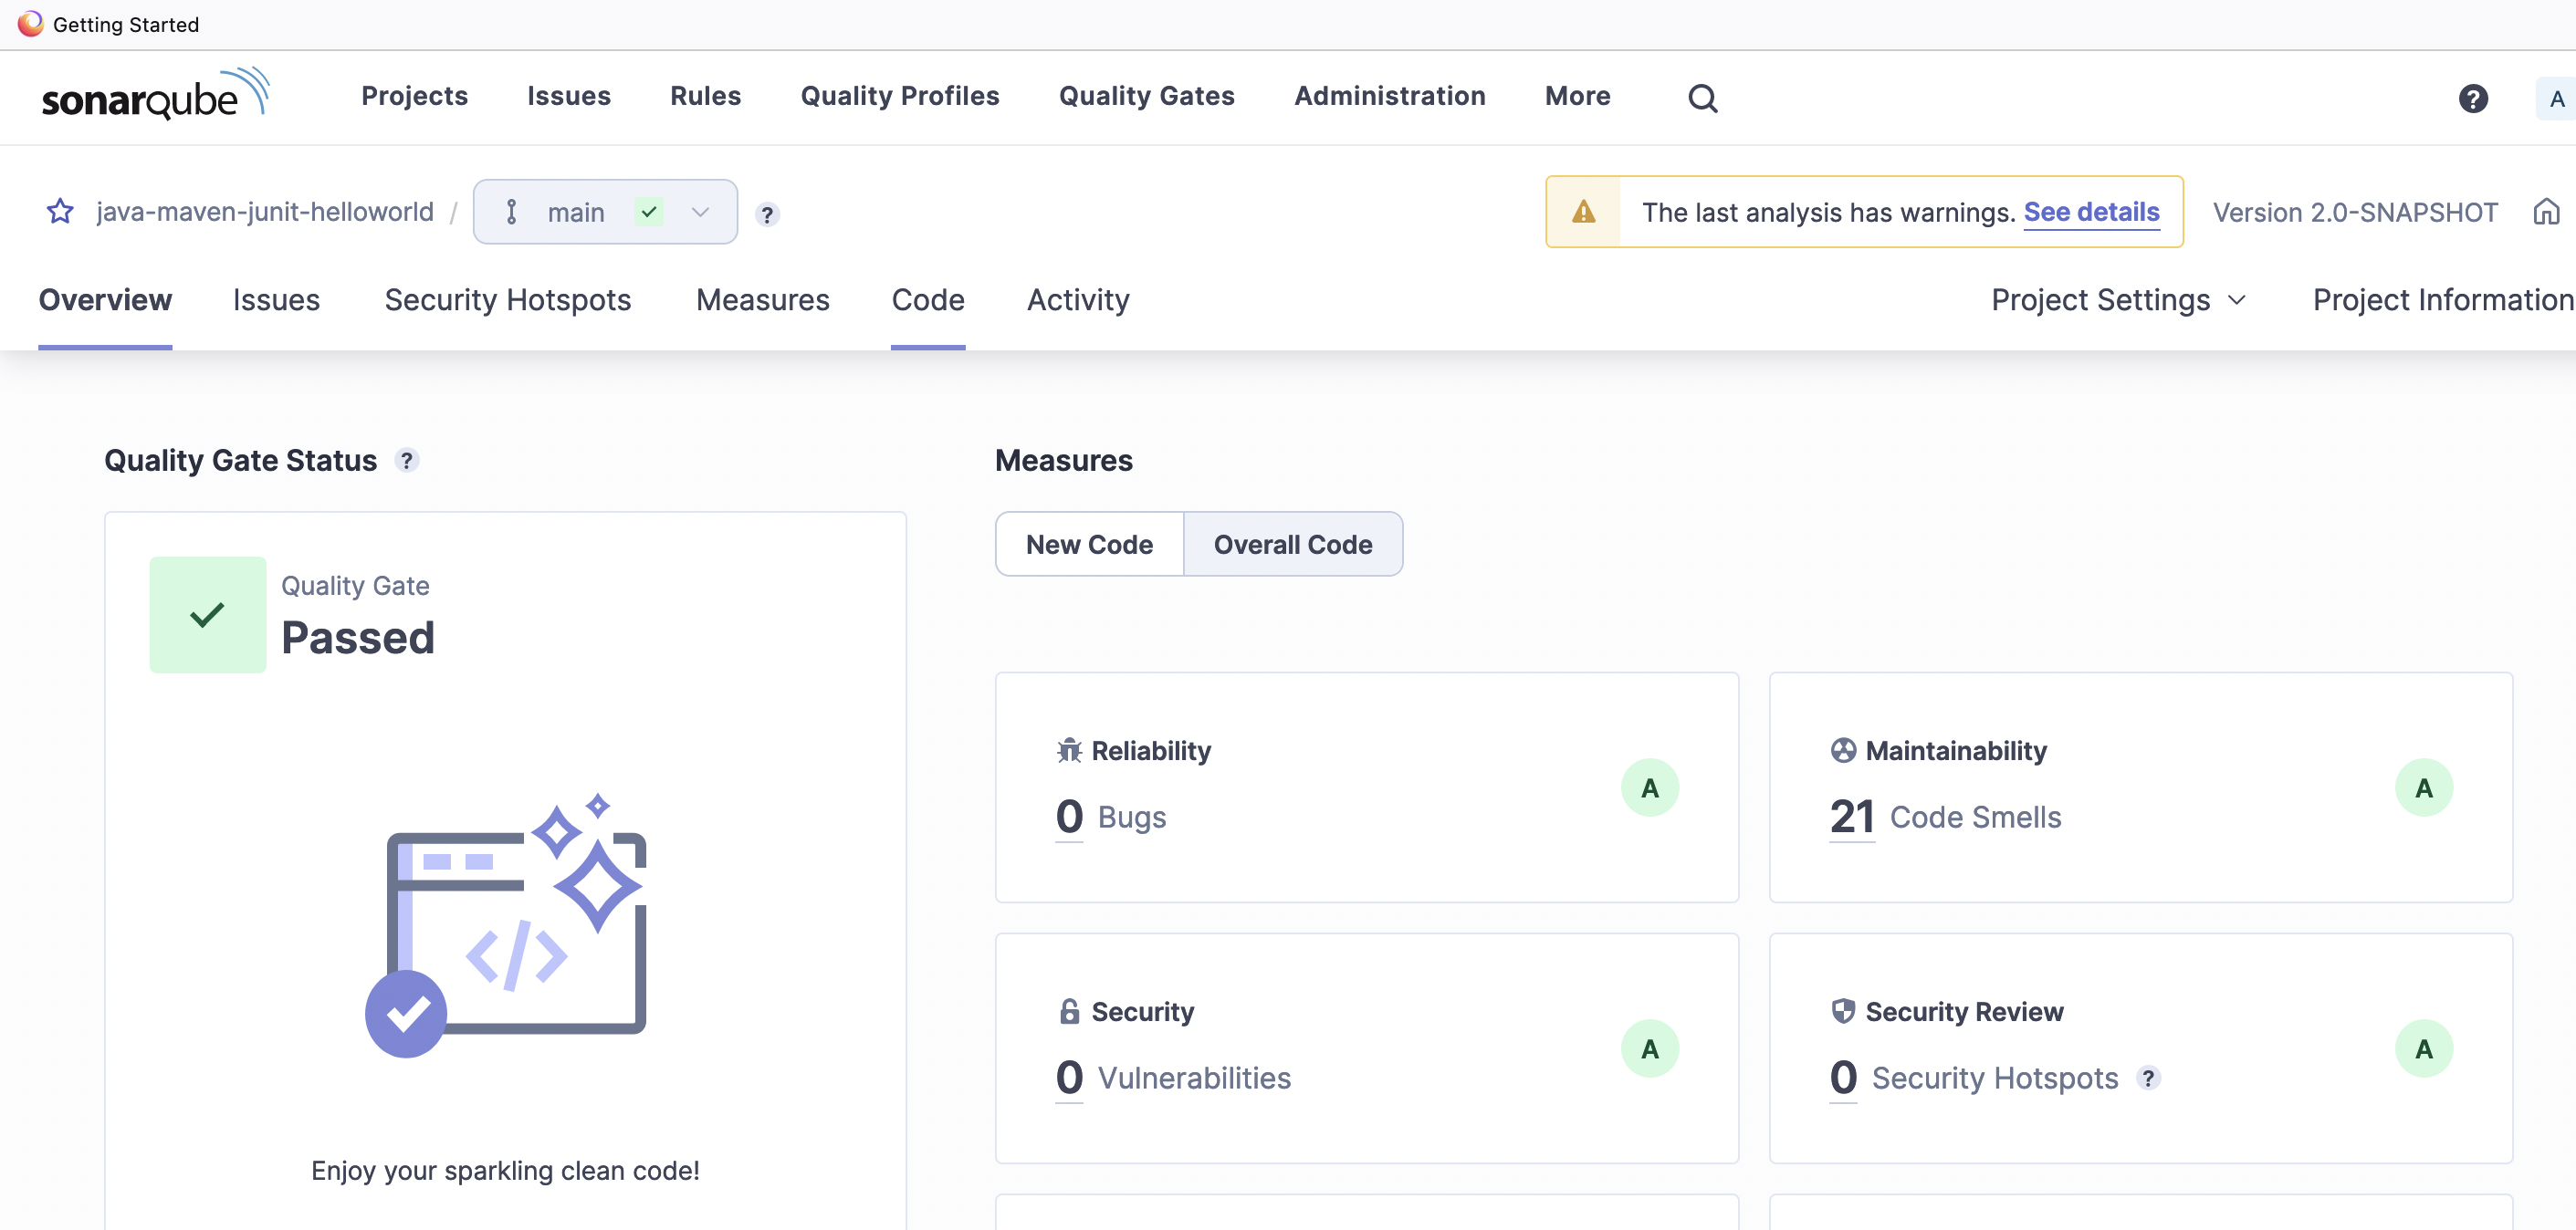 Getting Started
sonarqube Projects Issues Rules Quality Profiles Quality Gates Administration More ? A
java-maven-junit-helloworld / main ? The last analysis has warnings. See details Version 2.0-SNAPSHOT
Overview Issues Security Hotspots Measures Code Activity Project Settings Project Information
Quality Gate Status ? Measures
New Code Overall Code
Quality Gate
Passed
Reliability
0 Bugs A
Maintainability
21 Code Smells A
</>
Security
0 Vulnerabilities A
Security Review
0 Security Hotspots ? A
Enjoy your sparkling clean code!